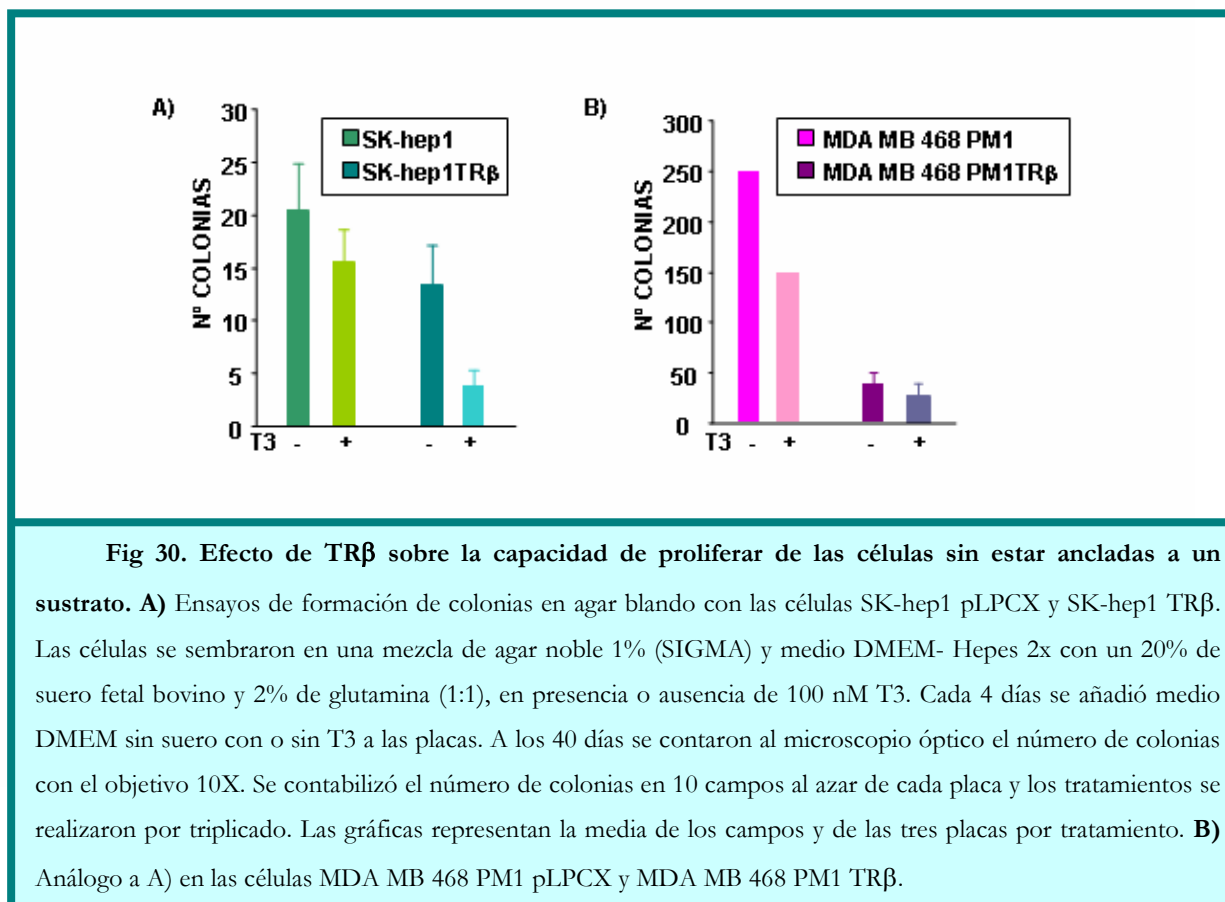 A)
30
25
20
15
10
5
0
Nº COLONIAS
SK-hep1
SK-hep1TRβ
T3 - + - +
B)
300
250
200
150
100
50
0
Nº COLONIAS
MDA MB 468 PM1
MDA MB 468 PM1TRβ
T3 - + - +
Fig 30. Efecto de TRβ sobre la capacidad de proliferar de las células sin estar ancladas a un
sustrato. A) Ensayos de formación de colonias en agar blando con las células SK-hep1 pLPCX y SK-hep1 TRβ.
Las células se sembraron en una mezcla de agar noble 1% (SIGMA) y medio DMEM- Hepes 2x con un 20% de
suero fetal bovino y 2% de glutamina (1:1), en presencia o ausencia de 100 nM T3. Cada 4 días se añadió medio
DMEM sin suero con o sin T3 a las placas. A los 40 días se contaron al microscopio óptico el número de colonias
con el objetivo 10X. Se contabilizó el número de colonias en 10 campos al azar de cada placa y los tratamientos se
realizaron por triplicado. Las gráficas representan la media de los campos y de las tres placas por tratamiento. B)
Análogo a A) en las células MDA MB 468 PM1 pLPCX y MDA MB 468 PM1 TRβ.